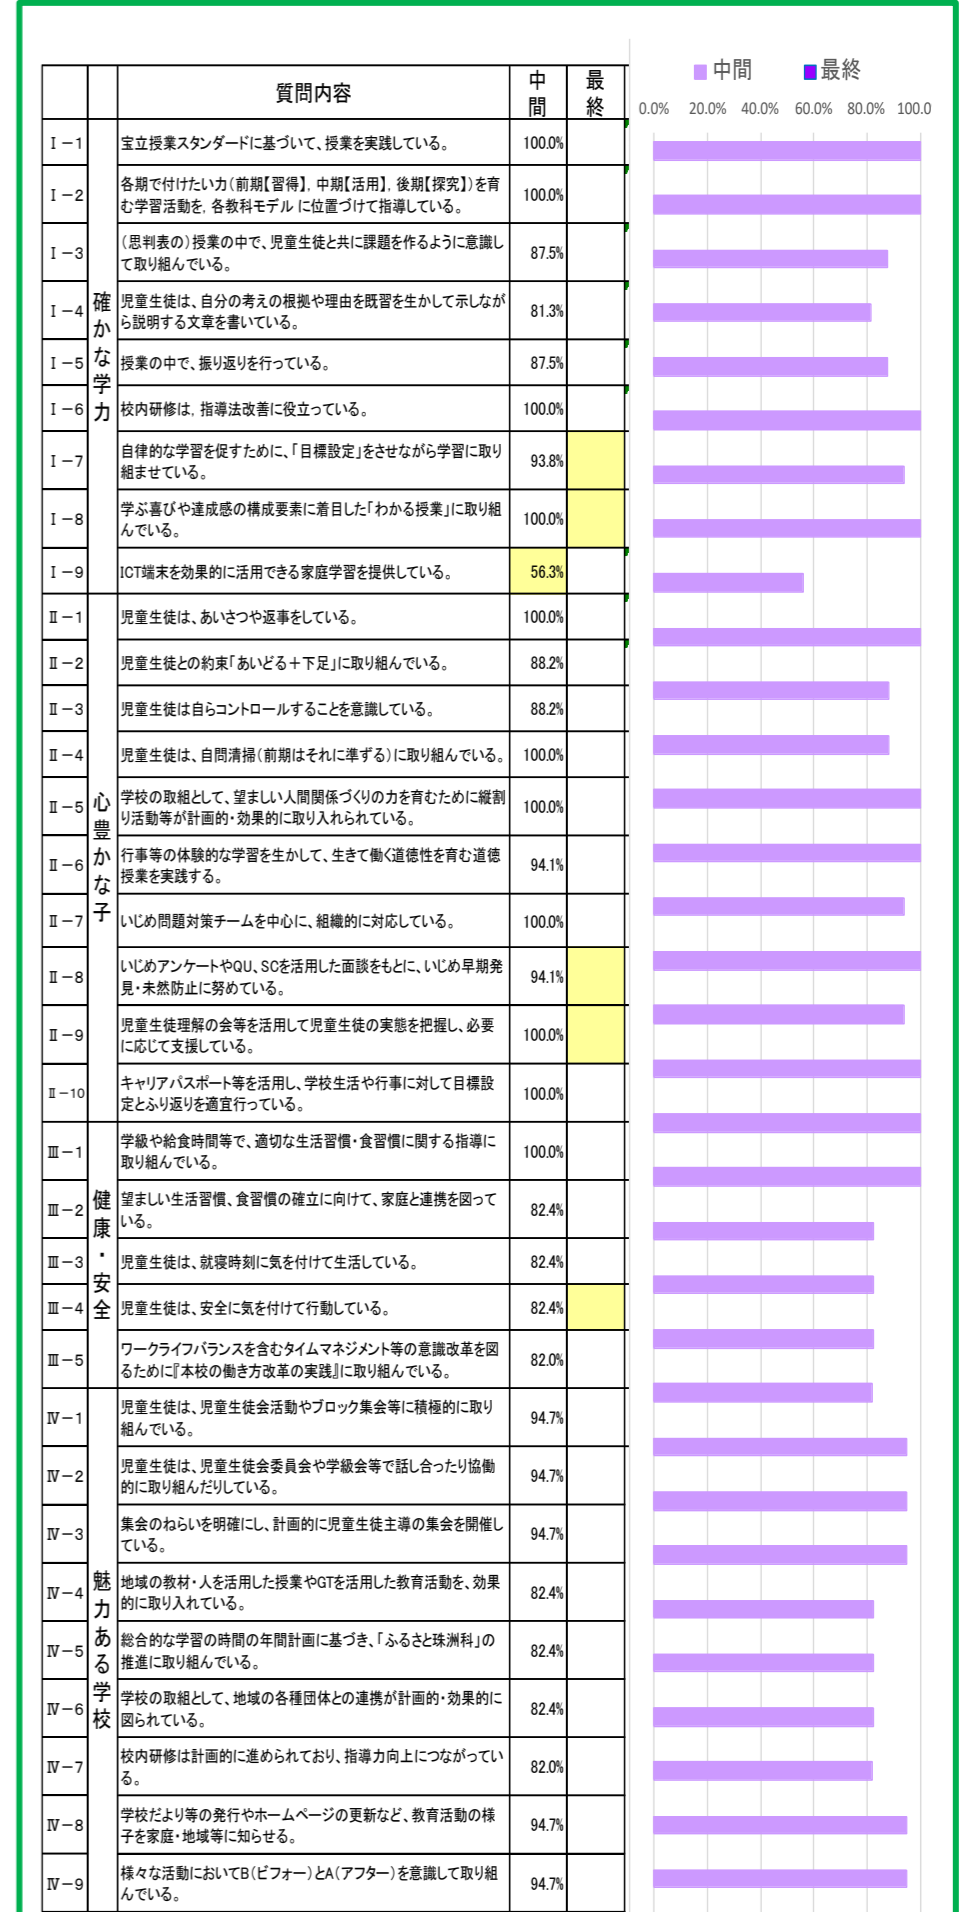 中間 最終
0.0% 20.0% 40.0% 60.0% 80.0% 100.0
質問内容 中間 最終
確かな学力
Ⅰ－1 宝立授業スタンダードに基づいて、授業を実践している。 100.0%
Ⅰ－2 各期で付けたい力（前期【習得】，中期【活用】，後期【探究】）を育
む学習活動を，各教科モデル に位置づけて指導している。 100.0%
Ⅰ－3 （思判表の）授業の中で、児童生徒と共に課題を作るように意識し
て取り組んでいる。 87.5%
Ⅰ－4 児童生徒は、自分の考えの根拠や理由を既習を生かして示しなが
ら説明する文章を書いている。 81.3%
Ⅰ－5 授業の中で、振り返りを行っている。 87.5%
Ⅰ－6 校内研修は，指導法改善に役立っている。 100.0%
Ⅰ－7 自律的な学習を促すために、「目標設定」をさせながら学習に取り
組ませている。 93.8%
Ⅰ－8 学ぶ喜びや達成感の構成要素に着目した「わかる授業」に取り組
んでいる。 100.0%
Ⅰ－9 ICT端末を効果的に活用できる家庭学習を提供している。 56.3%
心豊かな子
Ⅱ－1 児童生徒は、あいさつや返事をしている。 100.0%
Ⅱ－2 児童生徒との約束「あいどる＋下足」に取り組んでいる。 88.2%
Ⅱ－3 児童生徒は自らコントロールすることを意識している。 88.2%
Ⅱ－4 児童生徒は、自問清掃（前期はそれに準ずる）に取り組んでいる。 100.0%
Ⅱ－5 学校の取組として、望ましい人間関係づくりの力を育むために縦割
り活動等が計画的・効果的に取り入れられている。 100.0%
Ⅱ－6 行事等の体験的な学習を生かして、生きて働く道徳性を育む道徳
授業を実践する。 94.1%
Ⅱ－7 いじめ問題対策チームを中心に、組織的に対応している。 100.0%
Ⅱ－8 いじめアンケートやQU、SCを活用した面談をもとに、いじめ早期発
見・未然防止に努めている。 94.1%
Ⅱ－9 児童生徒理解の会等を活用して児童生徒の実態を把握し、必要
に応じて支援している。 100.0%
Ⅱ－10 キャリアパスポート等を活用し、学校生活や行事に対して目標設
定とふり返りを適宜行っている。 100.0%
健康・安全
Ⅲ－1 学級や給食時間等で、適切な生活習慣・食習慣に関する指導に
取り組んでいる。 100.0%
Ⅲ－2 望ましい生活習慣、食習慣の確立に向けて、家庭と連携を図って
いる。 82.4%
Ⅲ－3 児童生徒は、就寝時刻に気を付けて生活している。 82.4%
Ⅲ－4 児童生徒は、安全に気を付けて行動している。 82.4%
Ⅲ－5 ワークライフバランスを含むタイムマネジメント等の意識改革を図
るために『本校の働き方改革の実践』に取り組んでいる。 82.0%
魅力ある学校
Ⅳ－1 児童生徒は、児童生徒会活動やブロック集会等に積極的に取り
組んでいる。 94.7%
Ⅳ－2 児童生徒は、児童生徒会委員会や学級会等で話し合ったり協働
的に取り組んだりしている。 94.7%
Ⅳ－3 集会のねらいを明確にし、計画的に児童生徒主導の集会を開催し
ている。 94.7%
Ⅳ－4 地域の教材・人を活用した授業やGTを活用した教育活動を、効果
的に取り入れている。 82.4%
Ⅳ－5 総合的な学習の時間の年間計画に基づき、「ふるさと珠洲科」の
推進に取り組んでいる。 82.4%
Ⅳ－6 学校の取組として、地域の各種団体との連携が計画的・効果的に
図られている。 82.4%
Ⅳ－7 校内研修は計画的に進められており、指導力向上につながってい
る。 82.0%
Ⅳ－8 学校だより等の発行やホームページの更新など、教育活動の様
子を家庭・地域等に知らせる。 94.7%
Ⅳ－9 様々な活動においてB（ビフォー）とA（アフター）を意識して取り組
んでいる。 94.7%